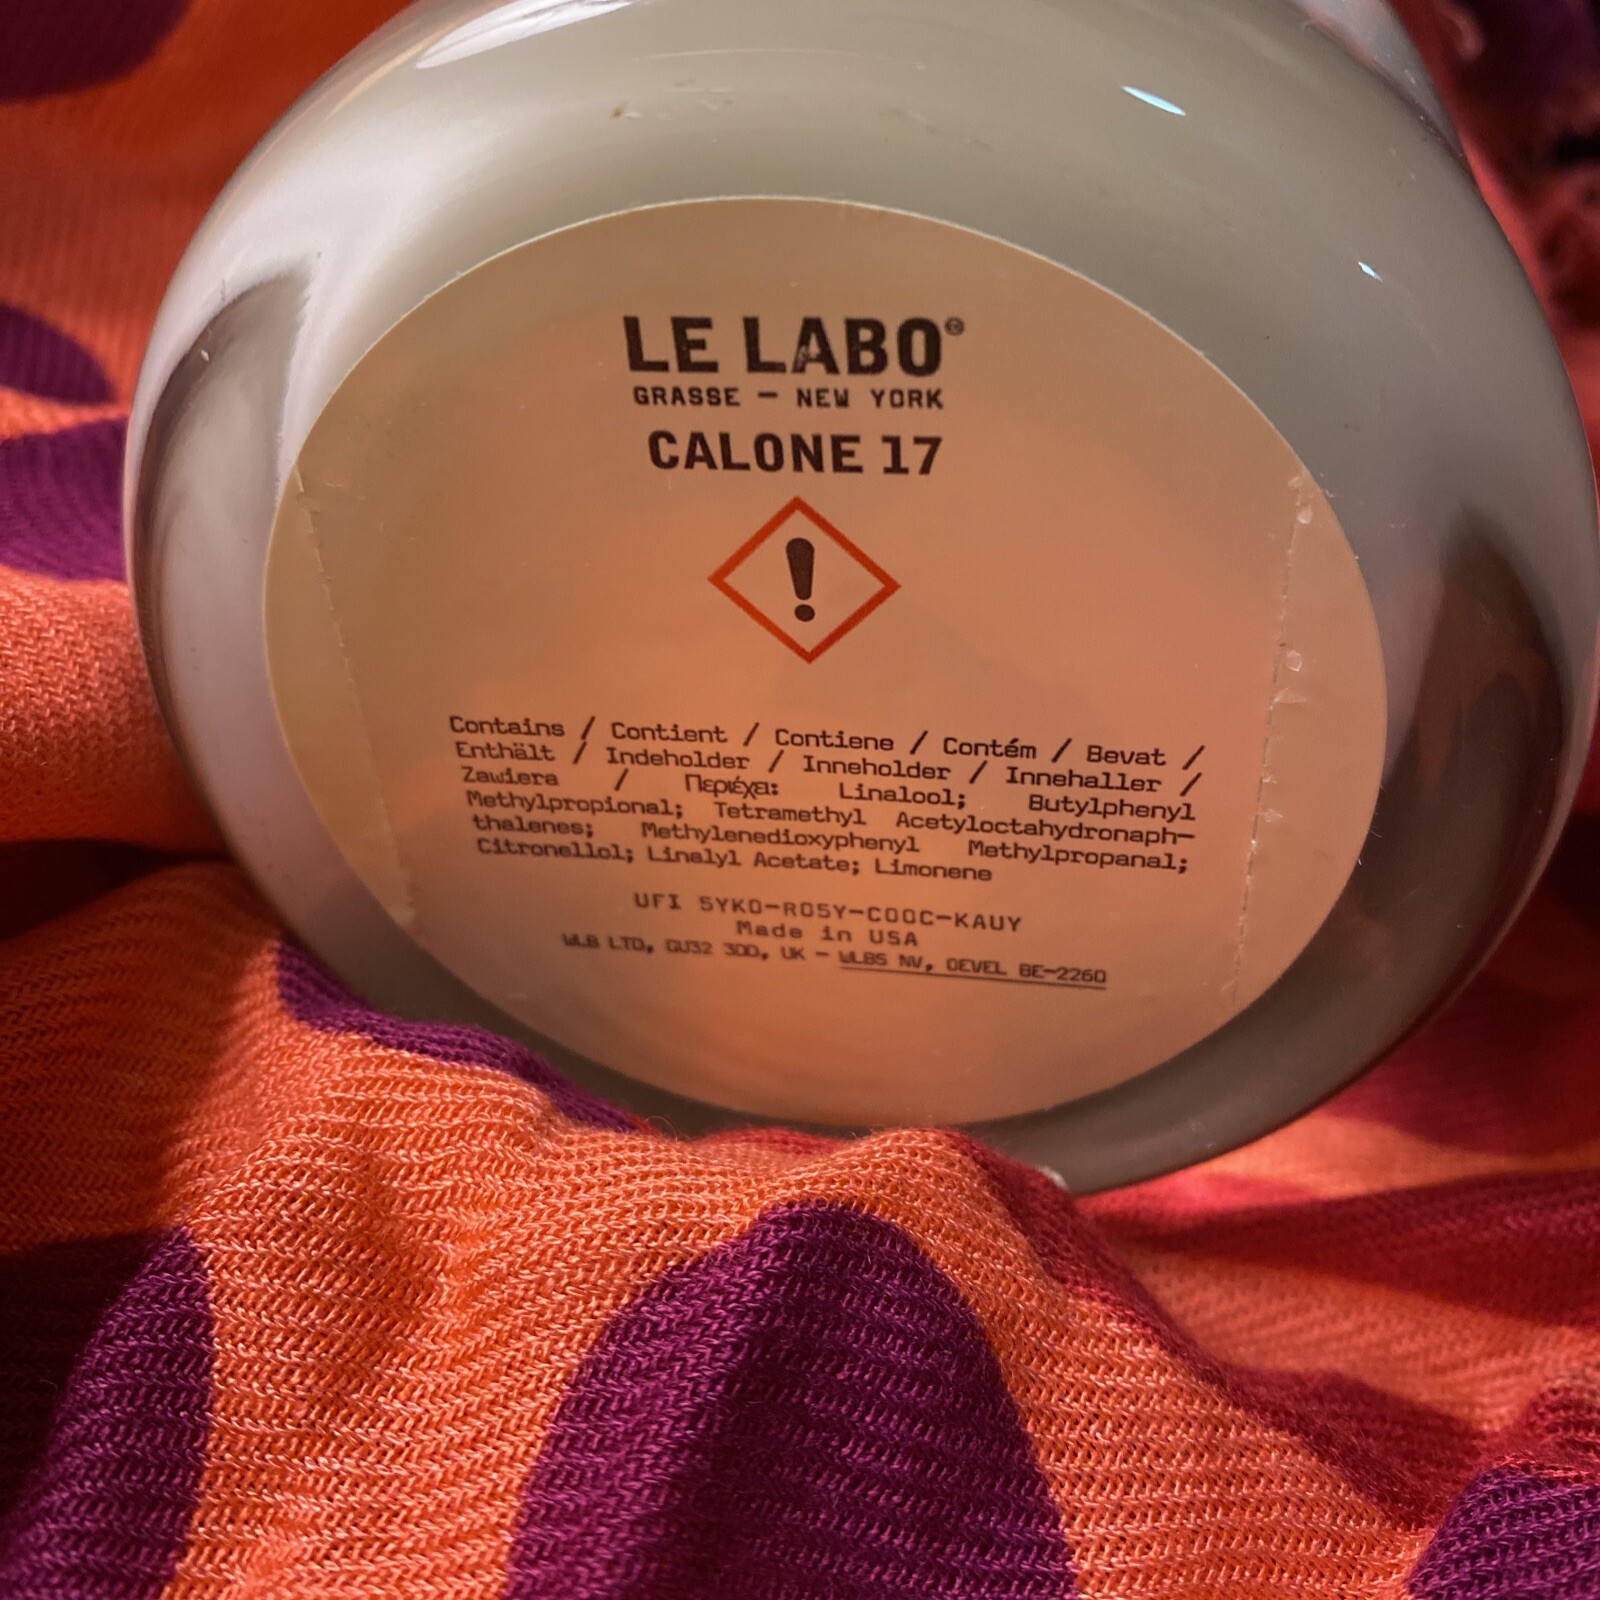 LE LABO®
GRASSE — NEW YORK
CALONE 17
Contains / Contient / Contiene / Contém / Bevat /
Enthält / Indeholder / Inneholder / Innehaller /
Zawiera / Περιέχει: Linalool; Butylphenyl
Methylpropional; Tetramethyl Acetyloctahydronaph-
thalenes; Methylenedioxyphenyl Methylpropanal;
Citronellol; Linalyl Acetate; Limonene
UFI 5YK0-R05Y-C00C-KAUY
Made in USA
WLB LTD, GU32 3DD, UK — WLBS NV, OEVEL BE-2260